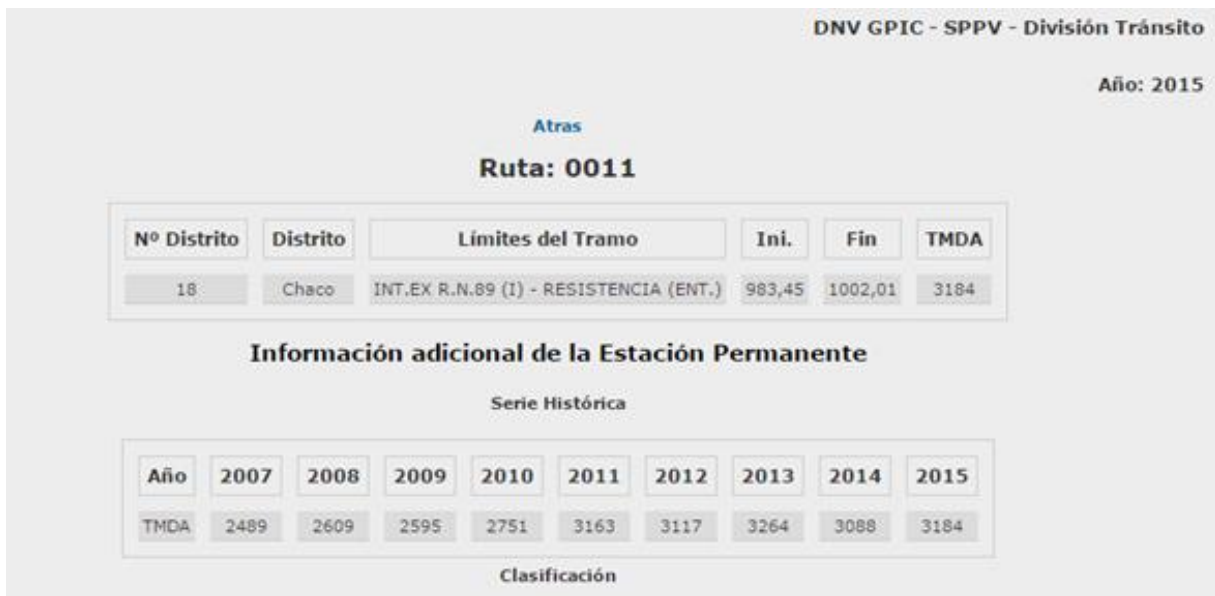 DNV GPIC - SPPV - División Tránsito
Año: 2015
Atras
Ruta: 0011
Nº Distrito Distrito Límites del Tramo Ini. Fin TMDA
18 Chaco INT.EX R.N.89 (I) - RESISTENCIA (ENT.) 983,45 1002,01 3184
Información adicional de la Estación Permanente
Serie Histórica
Año 2007 2008 2009 2010 2011 2012 2013 2014 2015
TMDA 2489 2609 2595 2751 3163 3117 3264 3088 3184
Clasificación